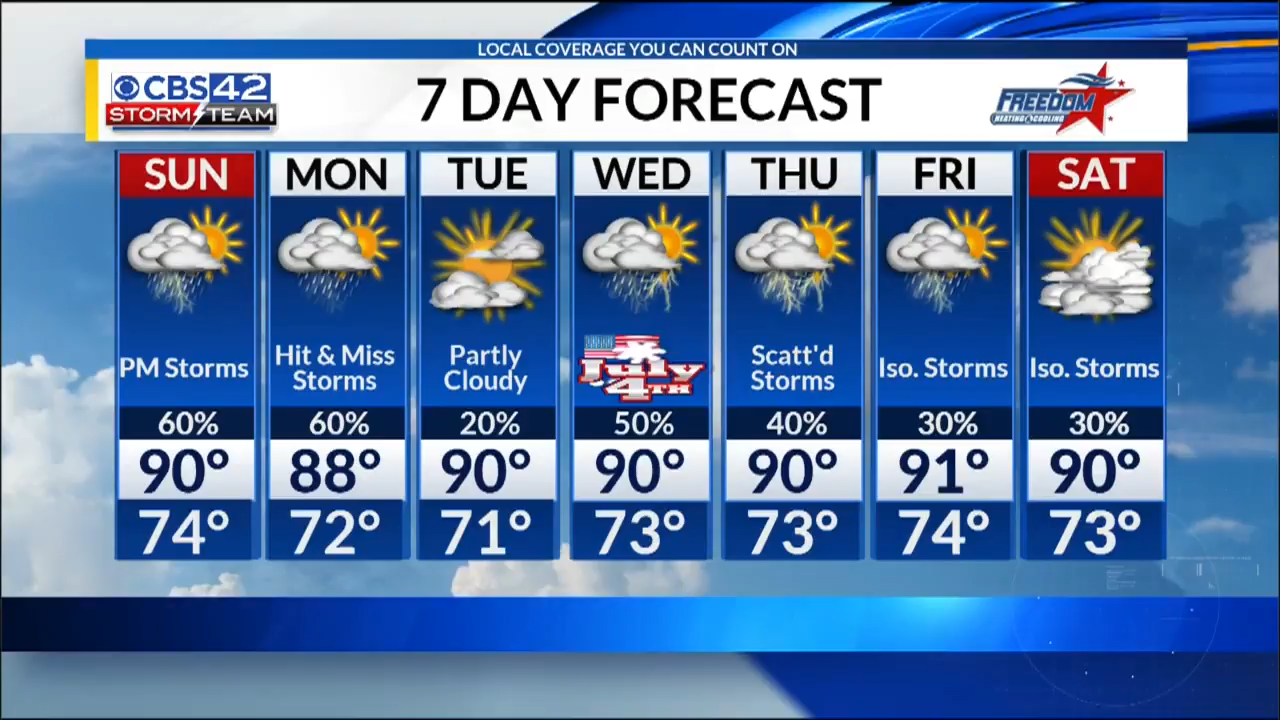 LOCAL COVERAGE YOU CAN COUNT ON
CBS 42
STORM TEAM
7 DAY FORECAST
FREEDOM
HEATING & COOLING
SUN MON TUE WED THU FRI SAT
PM Storms
Hit & Miss
Storms
Partly
Cloudy
July
4TH
Scatt'd
Storms
Iso. Storms
Iso. Storms
60% 60% 20% 50% 40% 30% 30%
90° 88° 90° 90° 90° 91° 90°
74° 72° 71° 73° 73° 74° 73°